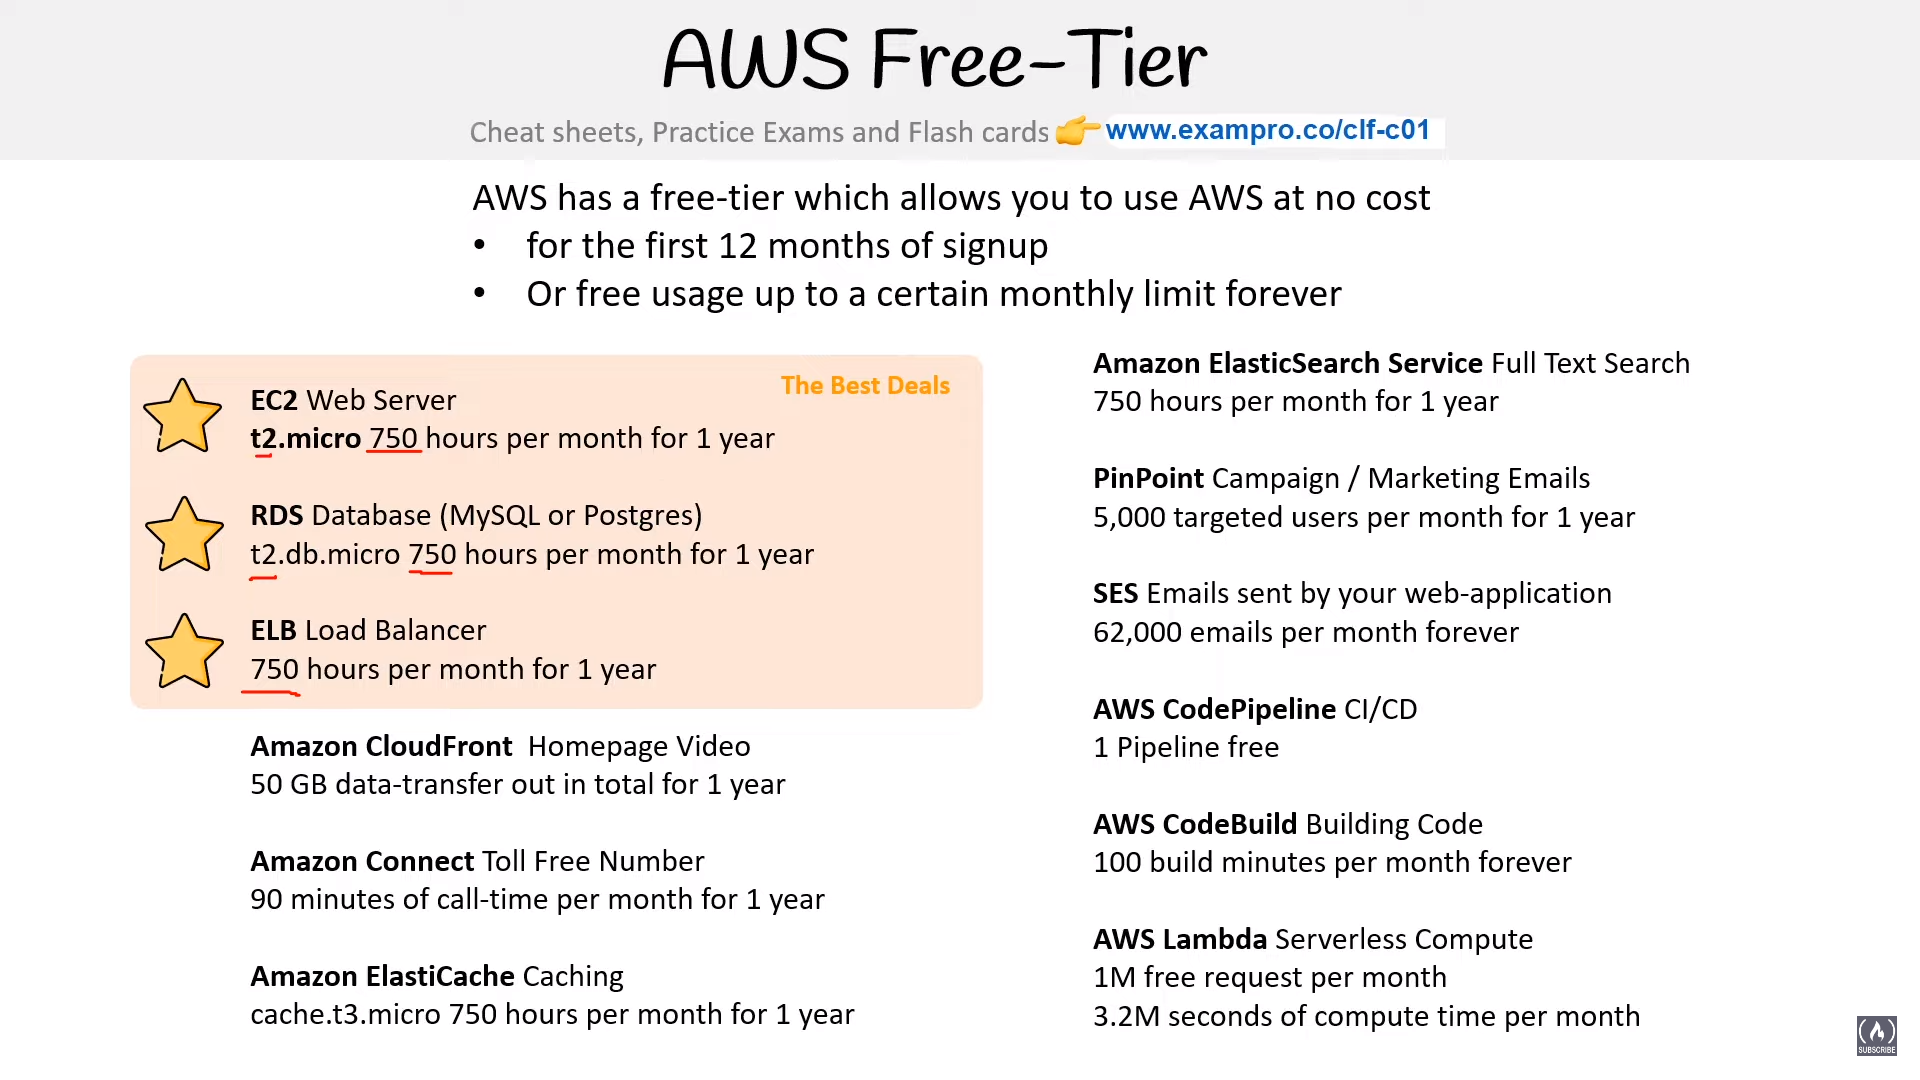 AWS Free-Tier
Cheat sheets, Practice Exams and Flash cards 👉 www.exampro.co/clf-c01
AWS has a free-tier which allows you to use AWS at no cost
• for the first 12 months of signup
• Or free usage up to a certain monthly limit forever
The Best Deals
EC2 Web Server
t2.micro 750 hours per month for 1 year
RDS Database (MySQL or Postgres)
t2.db.micro 750 hours per month for 1 year
ELB Load Balancer
750 hours per month for 1 year
Amazon CloudFront Homepage Video
50 GB data-transfer out in total for 1 year
Amazon Connect Toll Free Number
90 minutes of call-time per month for 1 year
Amazon ElastiCache Caching
cache.t3.micro 750 hours per month for 1 year
Amazon ElasticSearch Service Full Text Search
750 hours per month for 1 year
PinPoint Campaign / Marketing Emails
5,000 targeted users per month for 1 year
SES Emails sent by your web-application
62,000 emails per month forever
AWS CodePipeline CI/CD
1 Pipeline free
AWS CodeBuild Building Code
100 build minutes per month forever
AWS Lambda Serverless Compute
1M free request per month
3.2M seconds of compute time per month
SUBSCRIBE